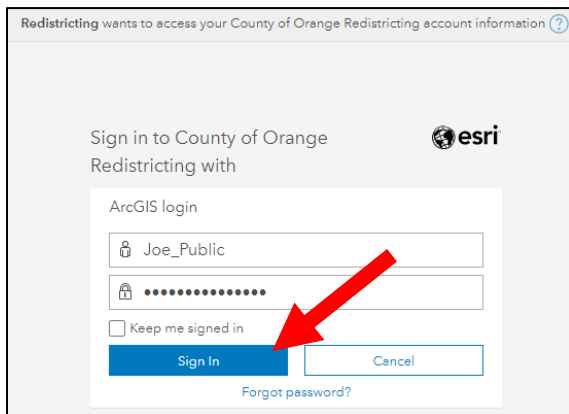 Redistricting wants to access your County of Orange Redistricting account information ?
Sign in to County of Orange
Redistricting with
esri
ArcGIS login
Joe_Public
•••••••••••••••
Keep me signed in
Sign In
Cancel
Forgot password?